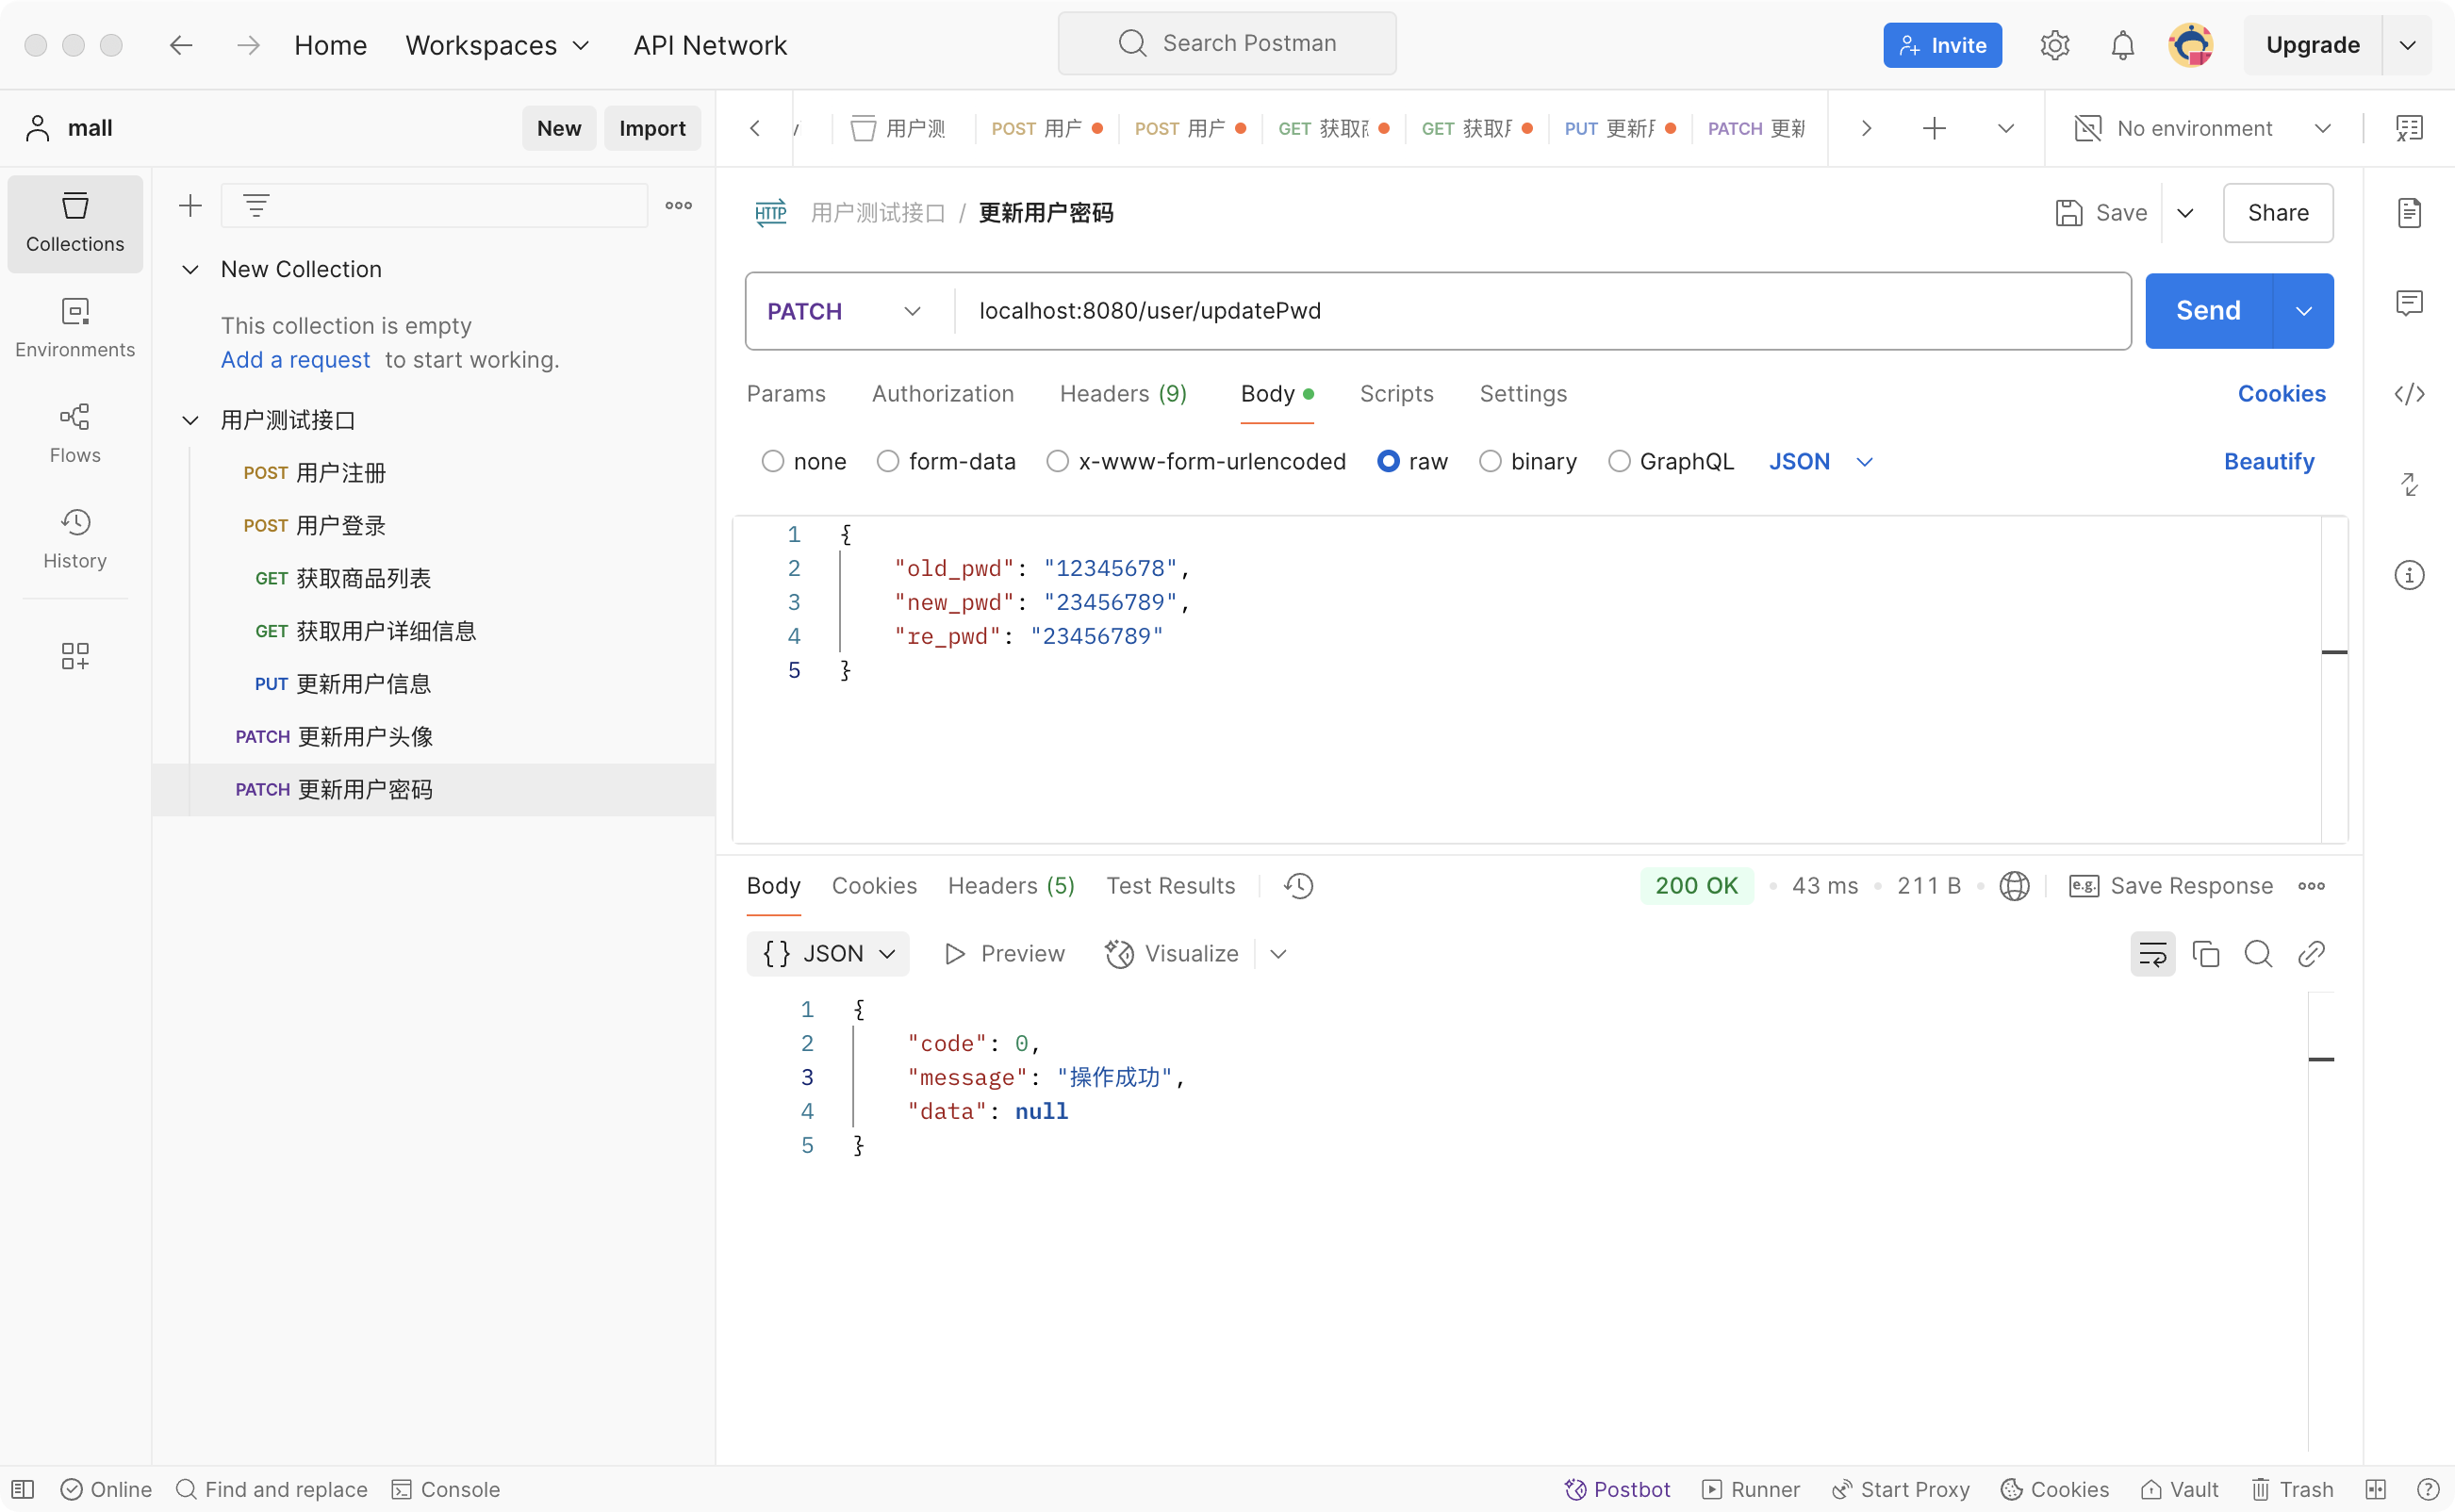 Home Workspaces API Network Search Postman Invite Upgrade
mall New Import
用户测 POST 用户 POST 用户 GET 获取 GET 获取 PUT 更新 PATCH 更新 No environment
Collections
Environments
Flows
History
New Collection
This collection is empty
Add a request to start working.
用户测试接口
POST 用户注册
POST 用户登录
GET 获取商品列表
GET 获取用户详细信息
PUT 更新用户信息
PATCH 更新用户头像
PATCH 更新用户密码
HTTP 用户测试接口 / 更新用户密码 Save Share
PATCH localhost:8080/user/updatePwd Send
Params Authorization Headers (9) Body Scripts Settings Cookies
none form-data x-www-form-urlencoded raw binary GraphQL JSON Beautify
1 {
2 "old_pwd": "12345678",
3 "new_pwd": "23456789",
4 "re_pwd": "23456789"
5 }
Body Cookies Headers (5) Test Results 200 OK 43 ms 211 B e.g. Save Response
{} JSON Preview Visualize
1 {
2 "code": 0,
3 "message": "操作成功",
4 "data": null
5 }
Online Find and replace Console Postbot Runner Start Proxy Cookies Vault Trash